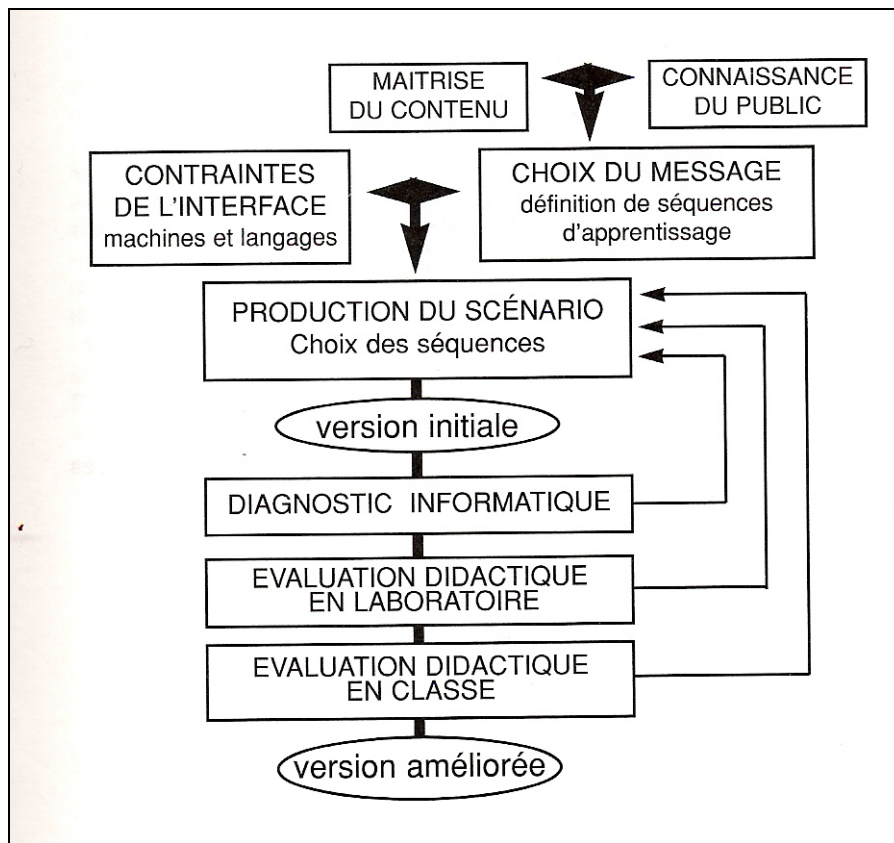 MAITRISE
DU CONTENU
CONNAISSANCE
DU PUBLIC
CONTRAINTES
DE L'INTERFACE
machines et langages
CHOIX DU MESSAGE
définition de séquences
d'apprentissage
PRODUCTION DU SCÉNARIO
Choix des séquences
version initiale
DIAGNOSTIC INFORMATIQUE
EVALUATION DIDACTIQUE
EN LABORATOIRE
EVALUATION DIDACTIQUE
EN CLASSE
version améliorée